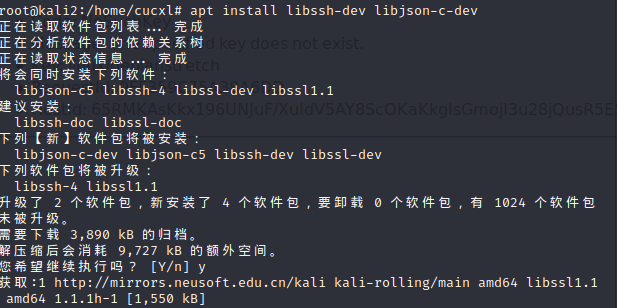 root@kali2:/home/cucxl# apt install libssh-dev libjson-c-dev
正在读取软件包列表... 完成
正在分析软件包的依赖关系树
正在读取状态信息... 完成
将会同时安装下列软件：
  libjson-c5 libssh-4 libssl-dev libssl1.1
建议安装：
  libssh-doc libssl-doc
下列【新】软件包将被安装：
  libjson-c-dev libjson-c5 libssh-dev libssl-dev
下列软件包将被升级：
  libssh-4 libssl1.1
升级了 2 个软件包，新安装了 4 个软件包，要卸载 0 个软件包，有 1024 个软件包
未被升级。
需要下载 3,890 kB 的归档。
解压缩后会消耗 9,727 kB 的额外空间。
您希望继续执行吗？ [Y/n] y
获取:1 http://mirrors.neusoft.edu.cn/kali kali-rolling/main amd64 libssl1.1
 amd64 1.1.1h-1 [1,550 kB]
key does not exist.